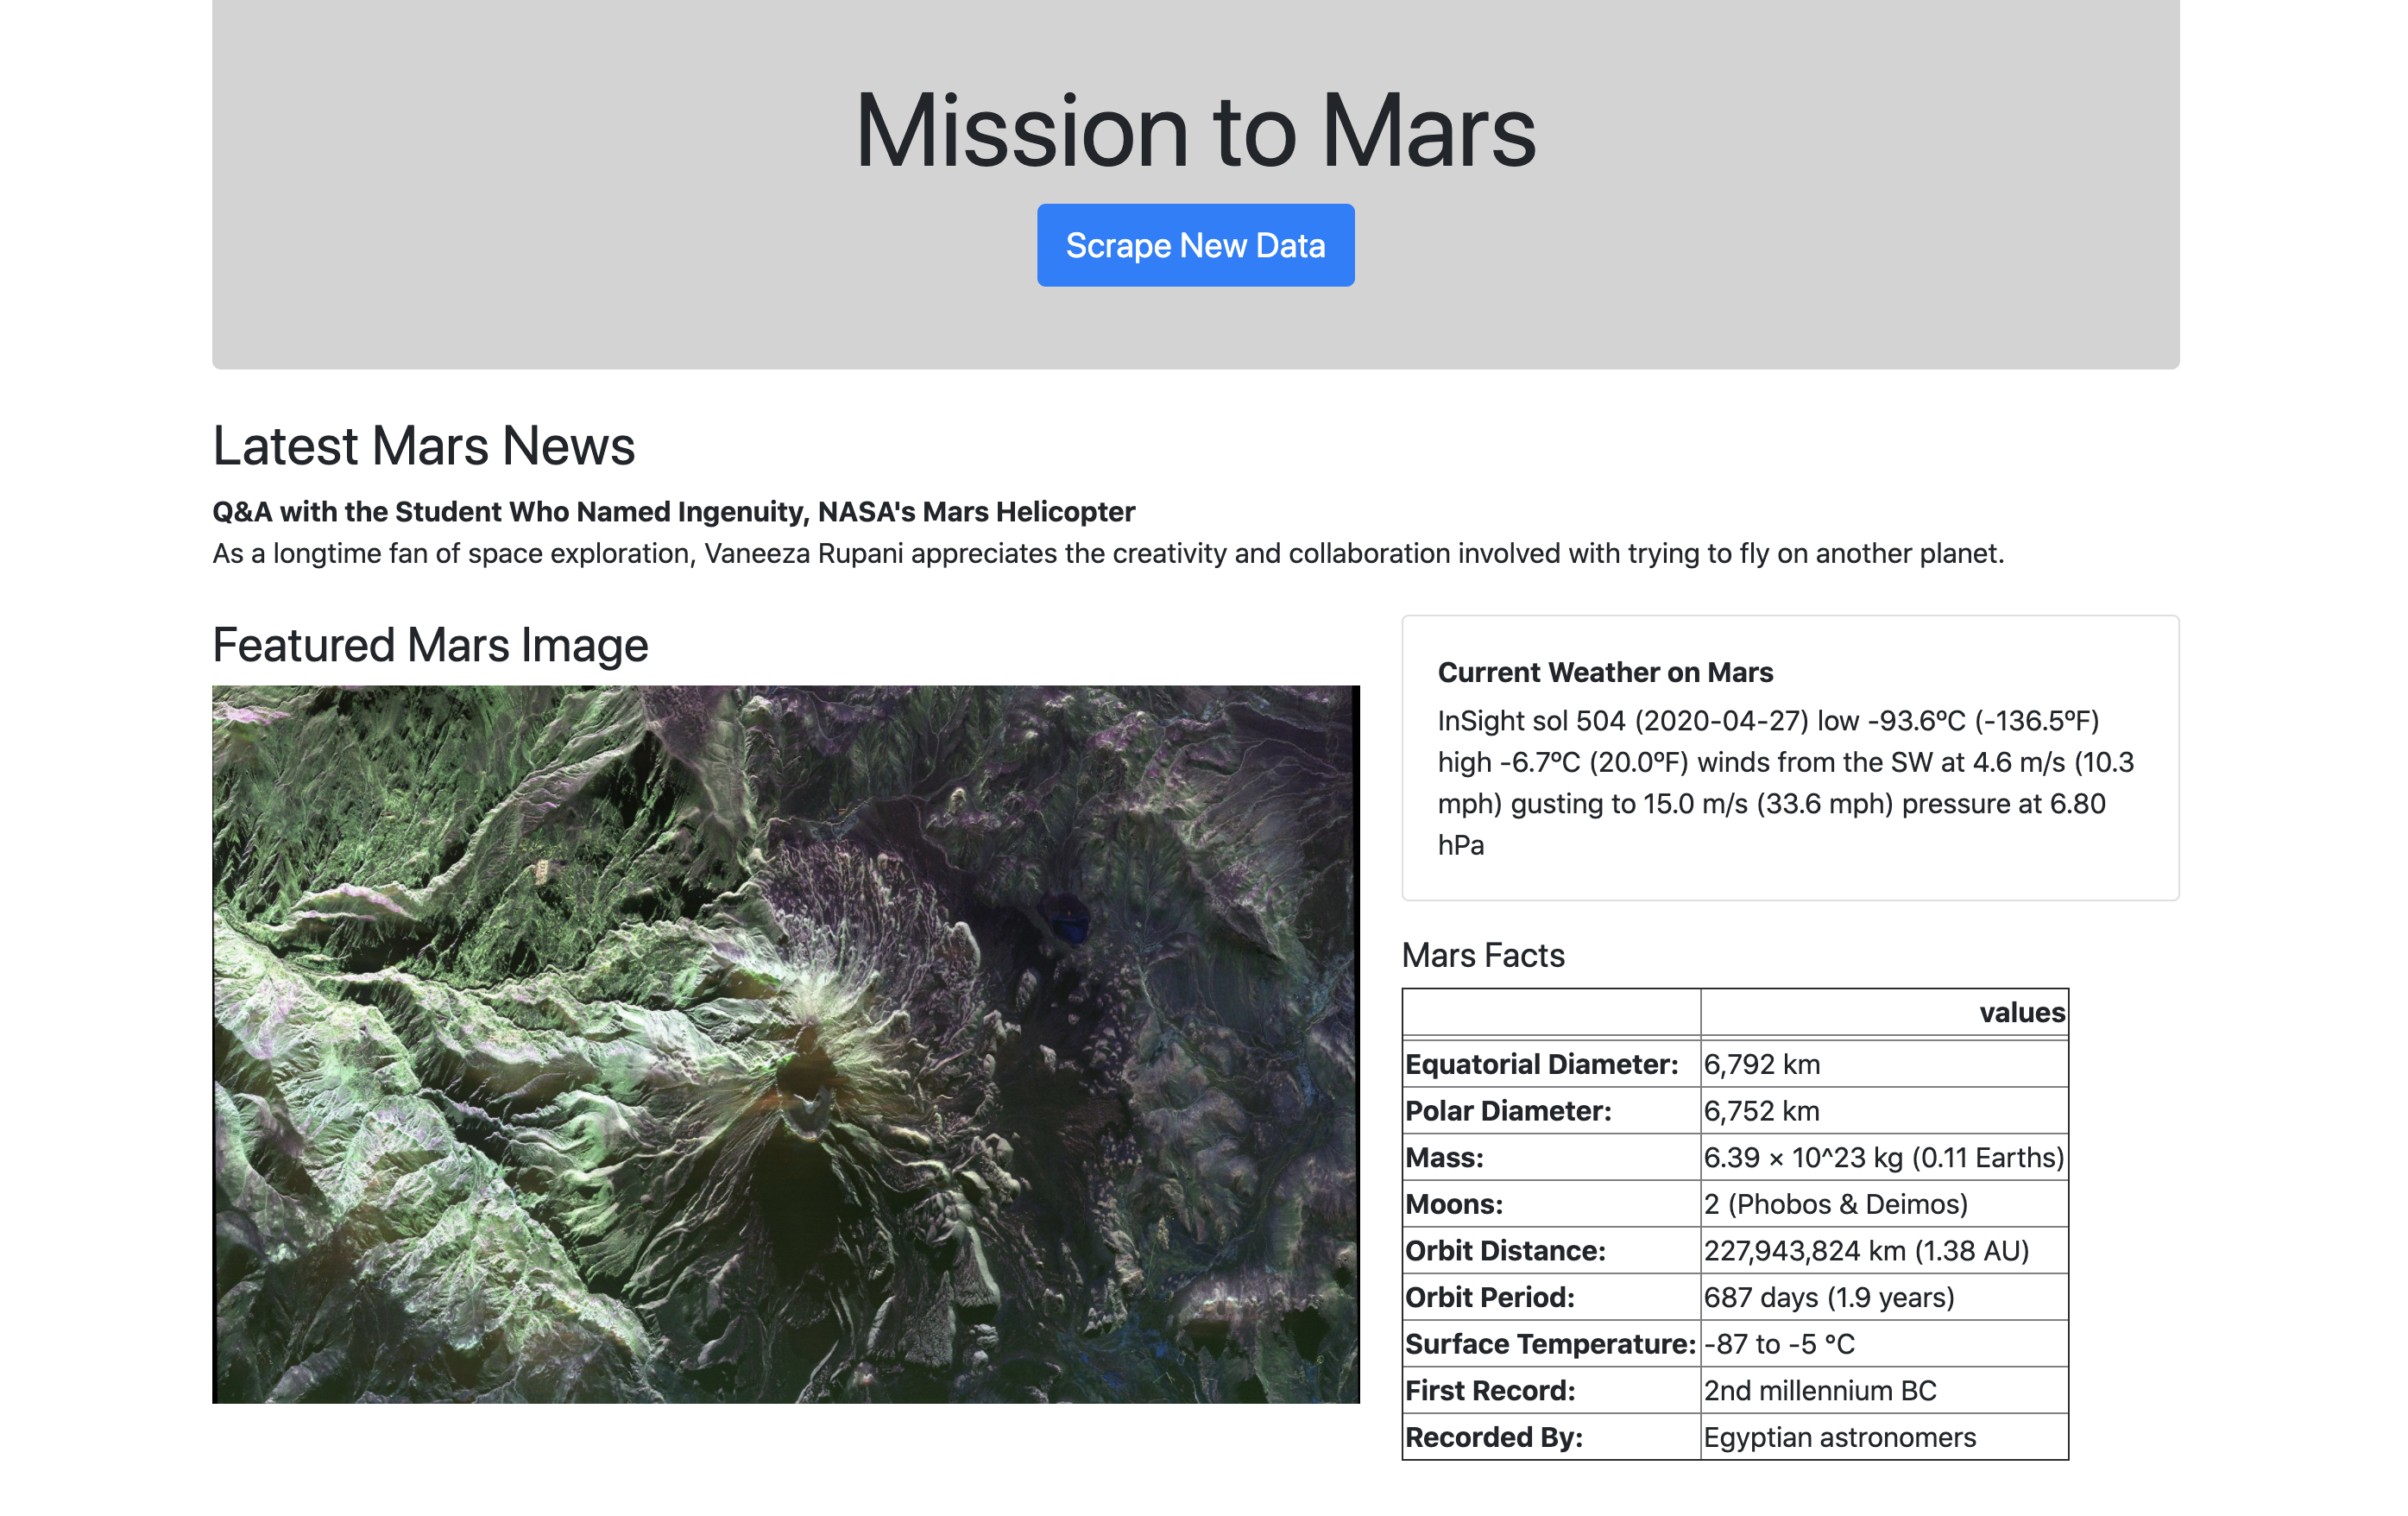 Mission to Mars
Scrape New Data
Latest Mars News
Q&A with the Student Who Named Ingenuity, NASA's Mars Helicopter
As a longtime fan of space exploration, Vaneeza Rupani appreciates the creativity and collaboration involved with trying to fly on another planet.
Featured Mars Image
Current Weather on Mars
InSight sol 504 (2020-04-27) low -93.6ºC (-136.5ºF)
high -6.7ºC (20.0ºF) winds from the SW at 4.6 m/s (10.3
mph) gusting to 15.0 m/s (33.6 mph) pressure at 6.80
hPa
Mars Facts
values
Equatorial Diameter: 6,792 km
Polar Diameter: 6,752 km
Mass: 6.39 × 10^23 kg (0.11 Earths)
Moons: 2 (Phobos & Deimos)
Orbit Distance: 227,943,824 km (1.38 AU)
Orbit Period: 687 days (1.9 years)
Surface Temperature: -87 to -5 °C
First Record: 2nd millennium BC
Recorded By: Egyptian astronomers